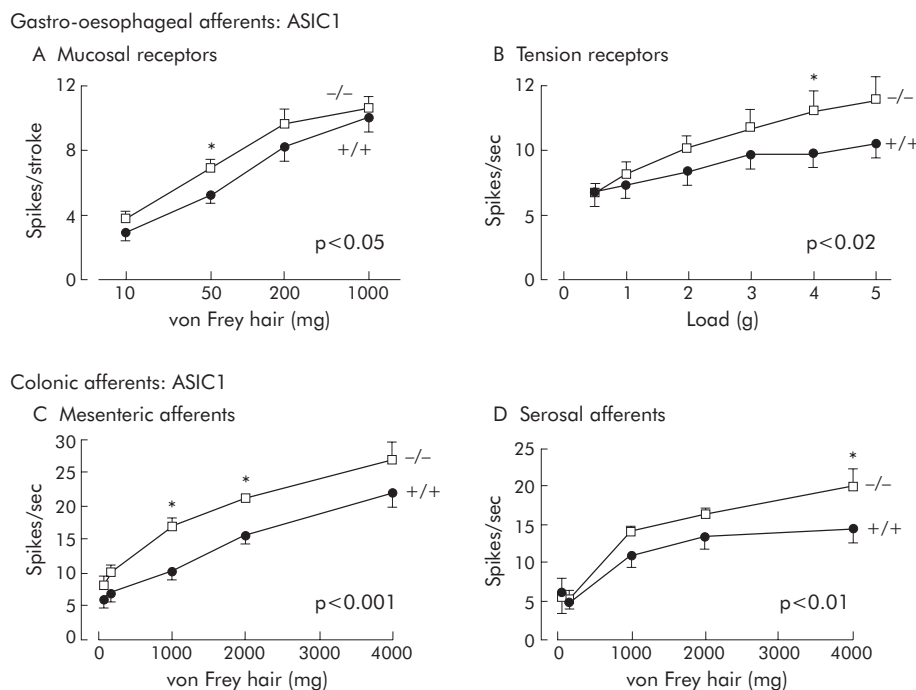 Gastro-oesophageal afferents: ASIC1
A Mucosal receptors
12
8
4
0
Spikes/stroke
*
–/–
+/+
p<0.05
10 50 200 1000
von Frey hair (mg)
B Tension receptors
12
10
5
0
Spikes/sec
*
–/–
+/+
p<0.02
0 1 2 3 4 5
Load (g)
Colonic afferents: ASIC1
C Mesenteric afferents
30
25
20
15
10
5
0
Spikes/sec
* *
–/–
+/+
p<0.001
0 1000 2000 3000 4000
von Frey hair (mg)
D Serosal afferents
25
20
15
10
5
0
Spikes/sec
*
–/–
+/+
p<0.01
0 1000 2000 3000 4000
von Frey hair (mg)